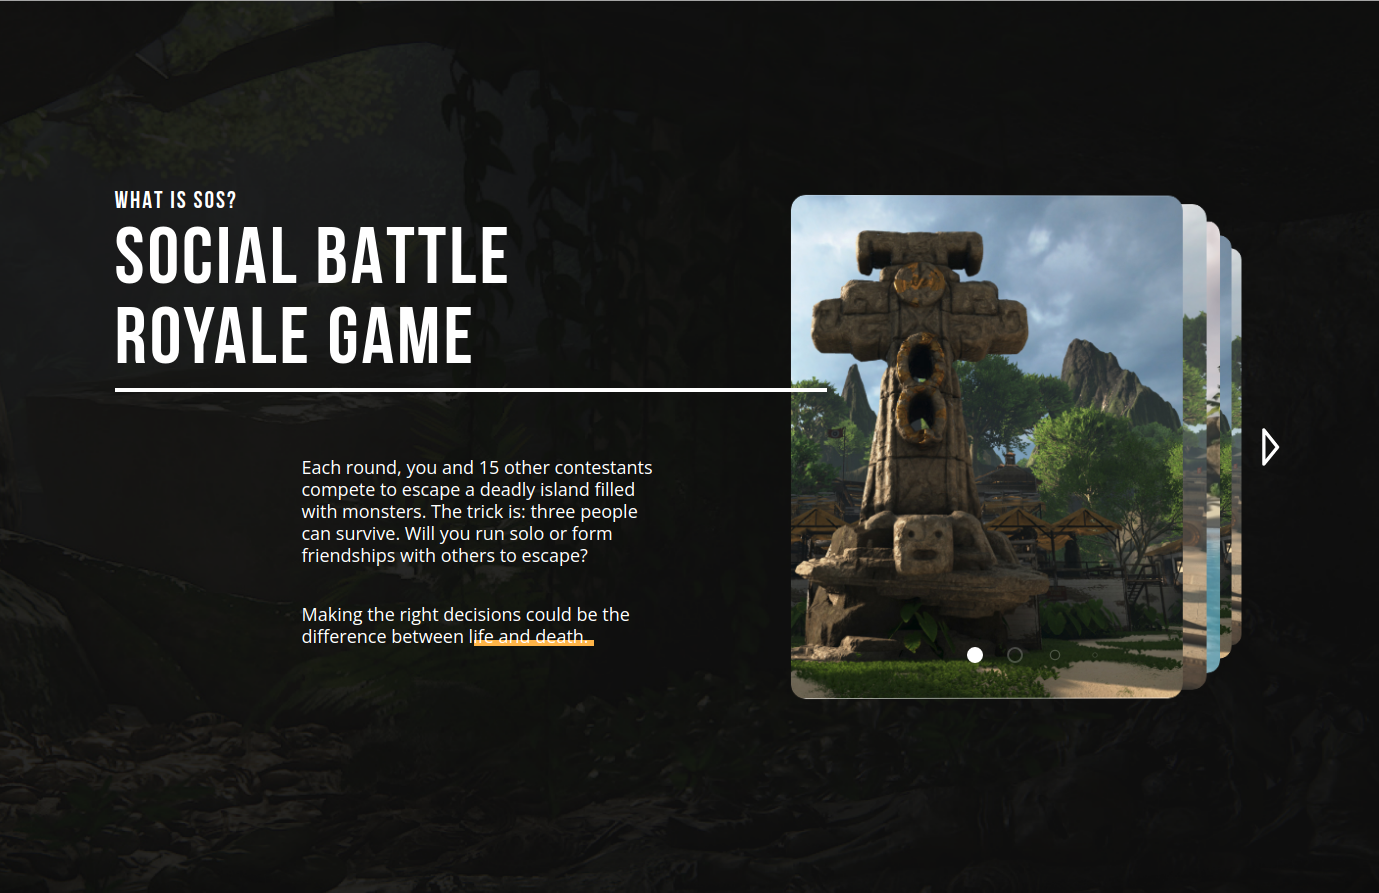 WHAT IS SOS?
SOCIAL BATTLE
ROYALE GAME
Each round, you and 15 other contestants
compete to escape a deadly island filled
with monsters. The trick is: three people
can survive. Will you run solo or form
friendships with others to escape?
Making the right decisions could be the
difference between life and death.